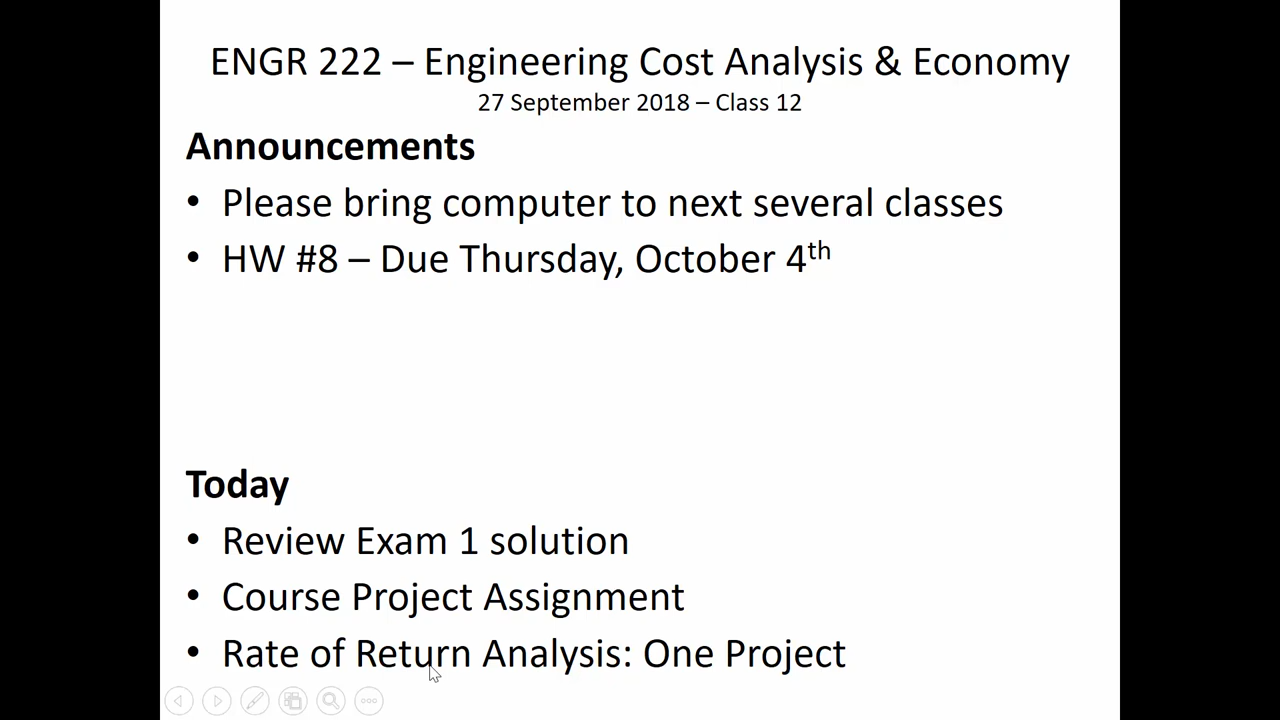 ENGR 222 – Engineering Cost Analysis & Economy
27 September 2018 – Class 12
Announcements
• Please bring computer to next several classes
• HW #8 – Due Thursday, October 4th
Today
• Review Exam 1 solution
• Course Project Assignment
• Rate of Return Analysis: One Project